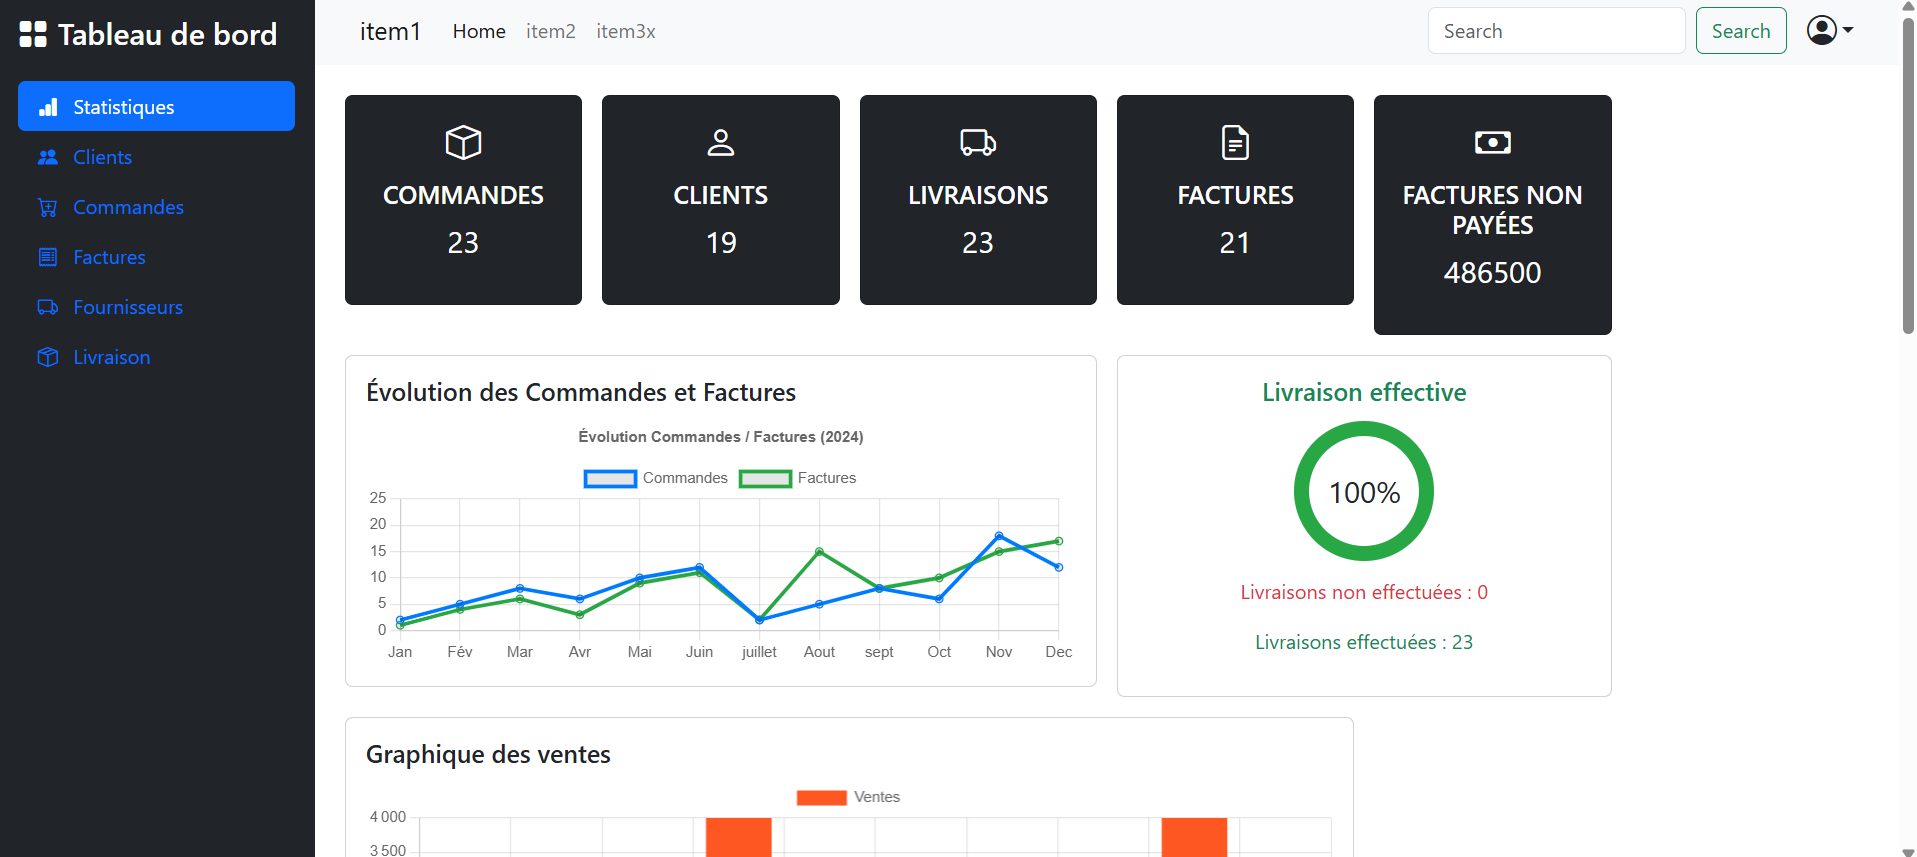 Tableau de bord
Statistiques
Clients
Commandes
Factures
Fournisseurs
Livraison
item1 Home item2 item3x Search Search
COMMANDES
23
CLIENTS
19
LIVRAISONS
23
FACTURES
21
FACTURES NON
PAYÉES
486500
Évolution des Commandes et Factures
Évolution Commandes / Factures (2024)
Commandes Factures
25
20
15
10
5
0
Jan Fév Mar Avr Mai Juin juillet Aout sept Oct Nov Dec
Livraison effective
100%
Livraisons non effectuées : 0
Livraisons effectuées : 23
Graphique des ventes
Ventes
4 000
3 500